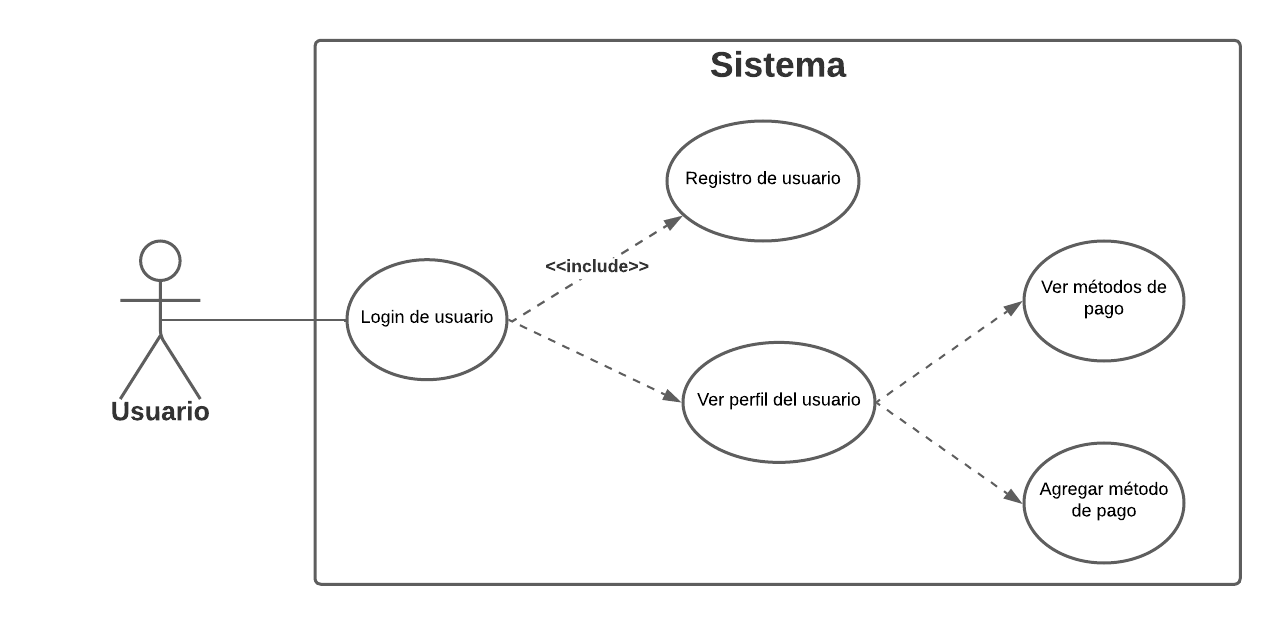 Sistema
Registro de usuario
<<include>>
Login de usuario
Usuario
Ver perfil del usuario
Ver métodos de
pago
Agregar método
de pago